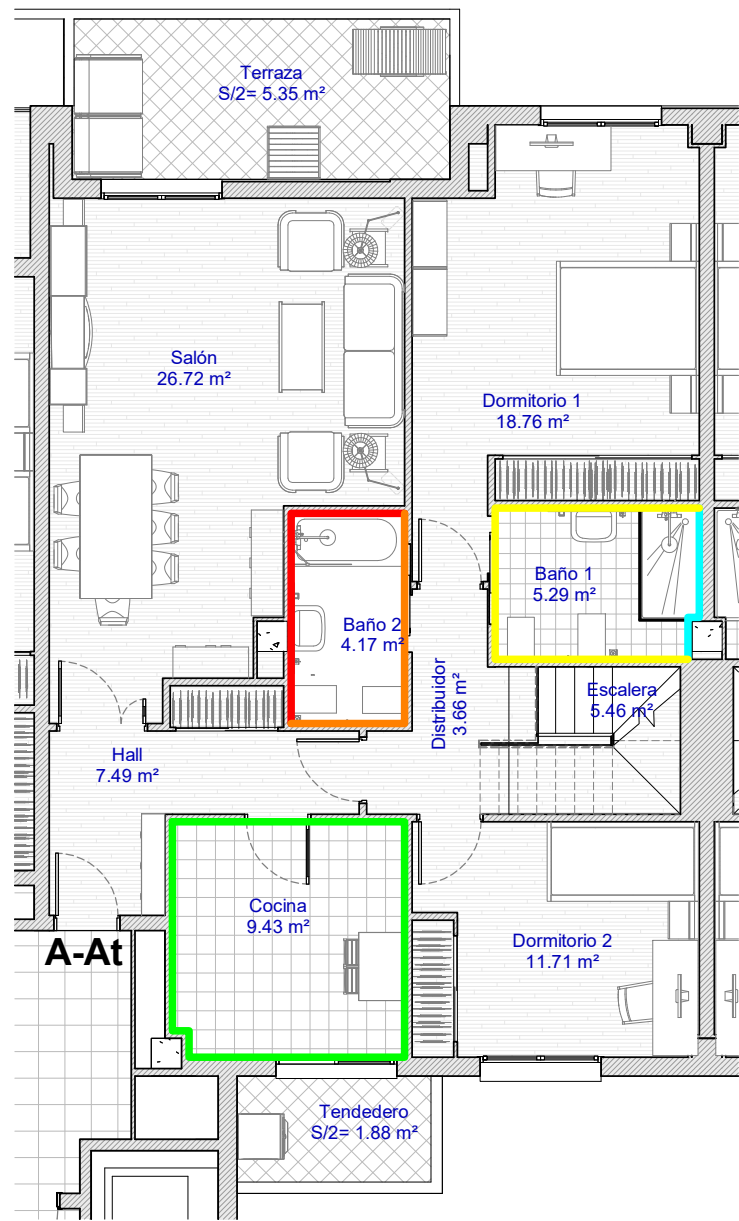 Terraza
S/2= 5.35 m²
Salón
26.72 m²
Dormitorio 1
18.76 m²
Baño 1
5.29 m²
Baño 2
4.17 m²
Distribuidor
3.66 m²
Escalera
5.46 m²
Hall
7.49 m²
Cocina
9.43 m²
A-At
Dormitorio 2
11.71 m²
Tendedero
S/2= 1.88 m²